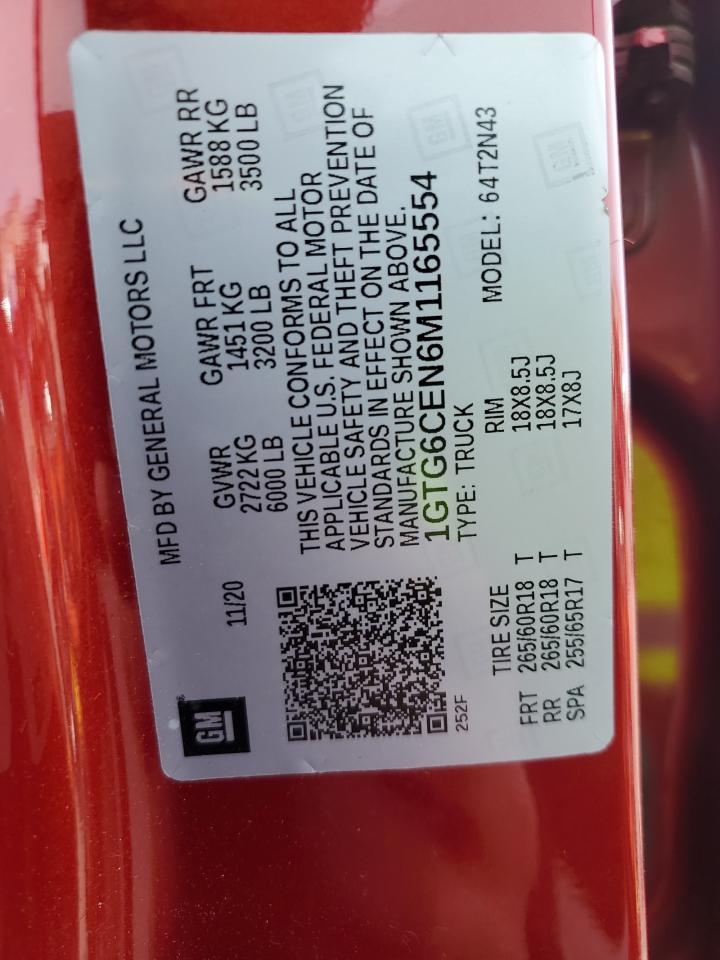 MFD BY GENERAL MOTORS LLC
GM
11/20
GVWR GAWR FRT GAWR RR
2722KG 1451 KG 1588 KG
6000 LB 3200 LB 3500 LB
THIS VEHICLE CONFORMS TO ALL
APPLICABLE U.S. FEDERAL MOTOR
VEHICLE SAFETY AND THEFT PREVENTION
STANDARDS IN EFFECT ON THE DATE OF
MANUFACTURE SHOWN ABOVE.
1GTG6CEN6M1165554
252F
TYPE: TRUCK MODEL: 64T2N43
TIRE SIZE RIM
FRT 265/60R18 T 18X8.5J
RR 265/60R18 T 18X8.5J
SPA 255/65R17 T 17X8J